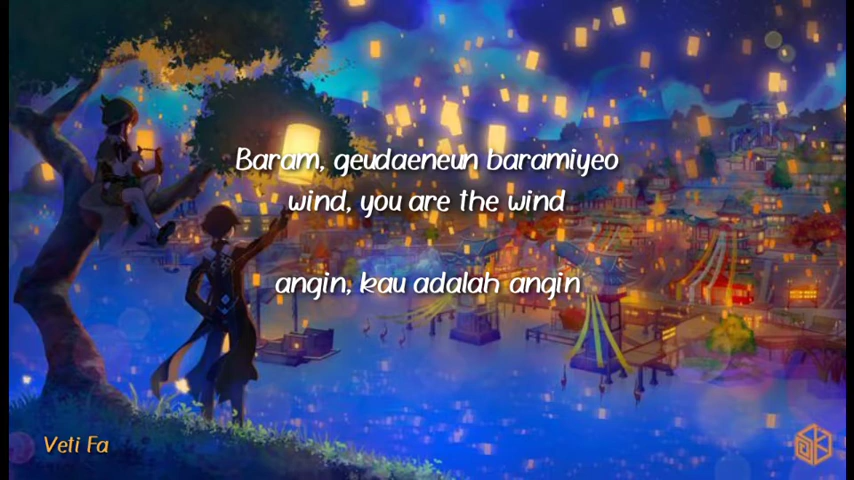 Baram, geudaeneun baramiyeo
wind, you are the wind
angin, kau adalah angin
Veti Fa